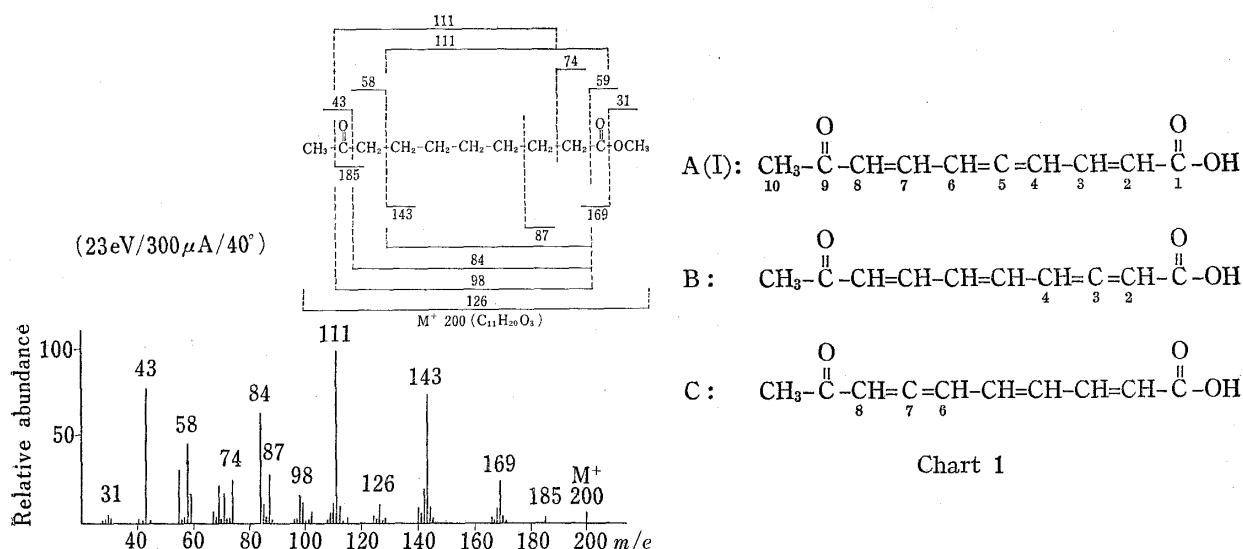 111
111
74
58
59
43
31
O O
CH₃-C-CH₂-CH₂-CH₂-CH₂-CH₂-CH₂-CH₂-C-OCH₃
185
143
169
87
84
98
126
M⁺ 200 (C₁₁H₂₀O₃)
(23eV/300μA/40°)
Relative abundance
100
50
31
43
58
74
84
87
98
111
126
143
169
185
M⁺
200
40 60 80 100 120 140 160 180 200 m/e
O O
A(I): CH₃-C-CH=CH-CH=C=CH-CH=CH-C-OH
10 9 8 7 6 5 4 3 2 1
O O
B: CH₃-C-CH=CH-CH=CH-CH=C=CH-C-OH
4 3 2
O O
C: CH₃-C-CH=C=CH-CH=CH-CH=CH-C-OH
8 7 6
Chart 1